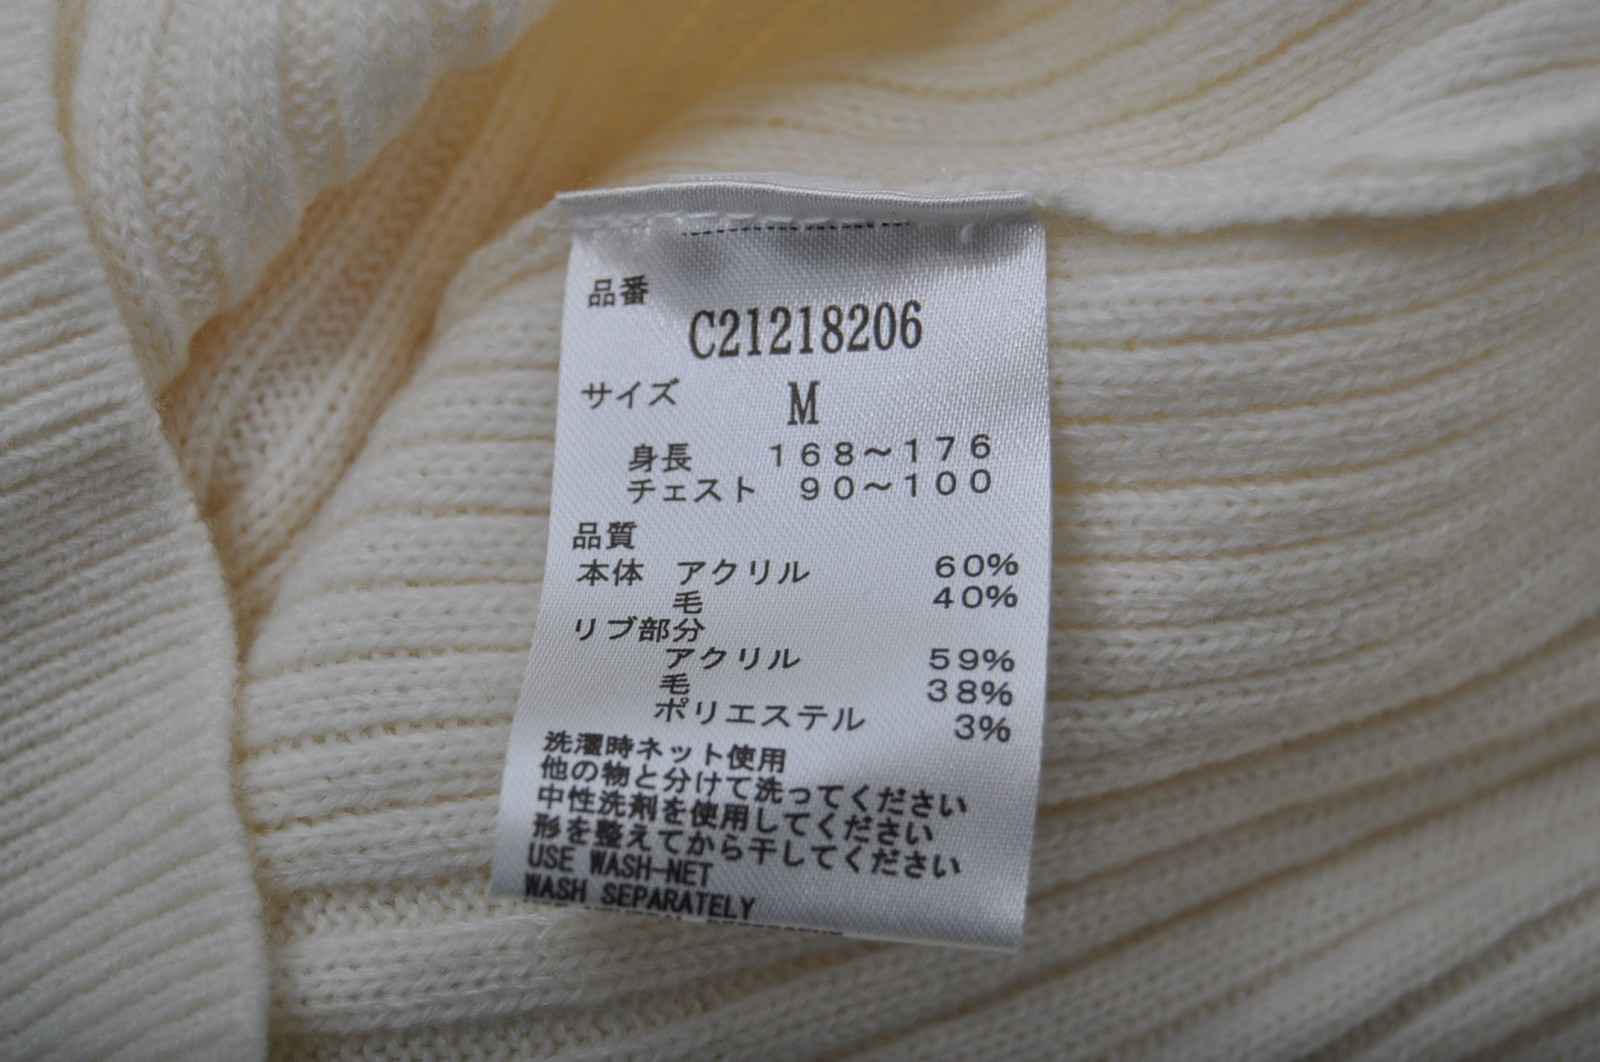 品番
C21218206
サイズ M
身長 168～176
チェスト 90～100
品質
本体 アクリル 60%
毛 40%
リブ部分
アクリル 59%
毛 38%
ポリエステル 3%
洗濯時ネット使用
他の物と分けて洗ってください
中性洗剤を使用してください
形を整えてから干してください
USE WASH-NET
WASH SEPARATELY